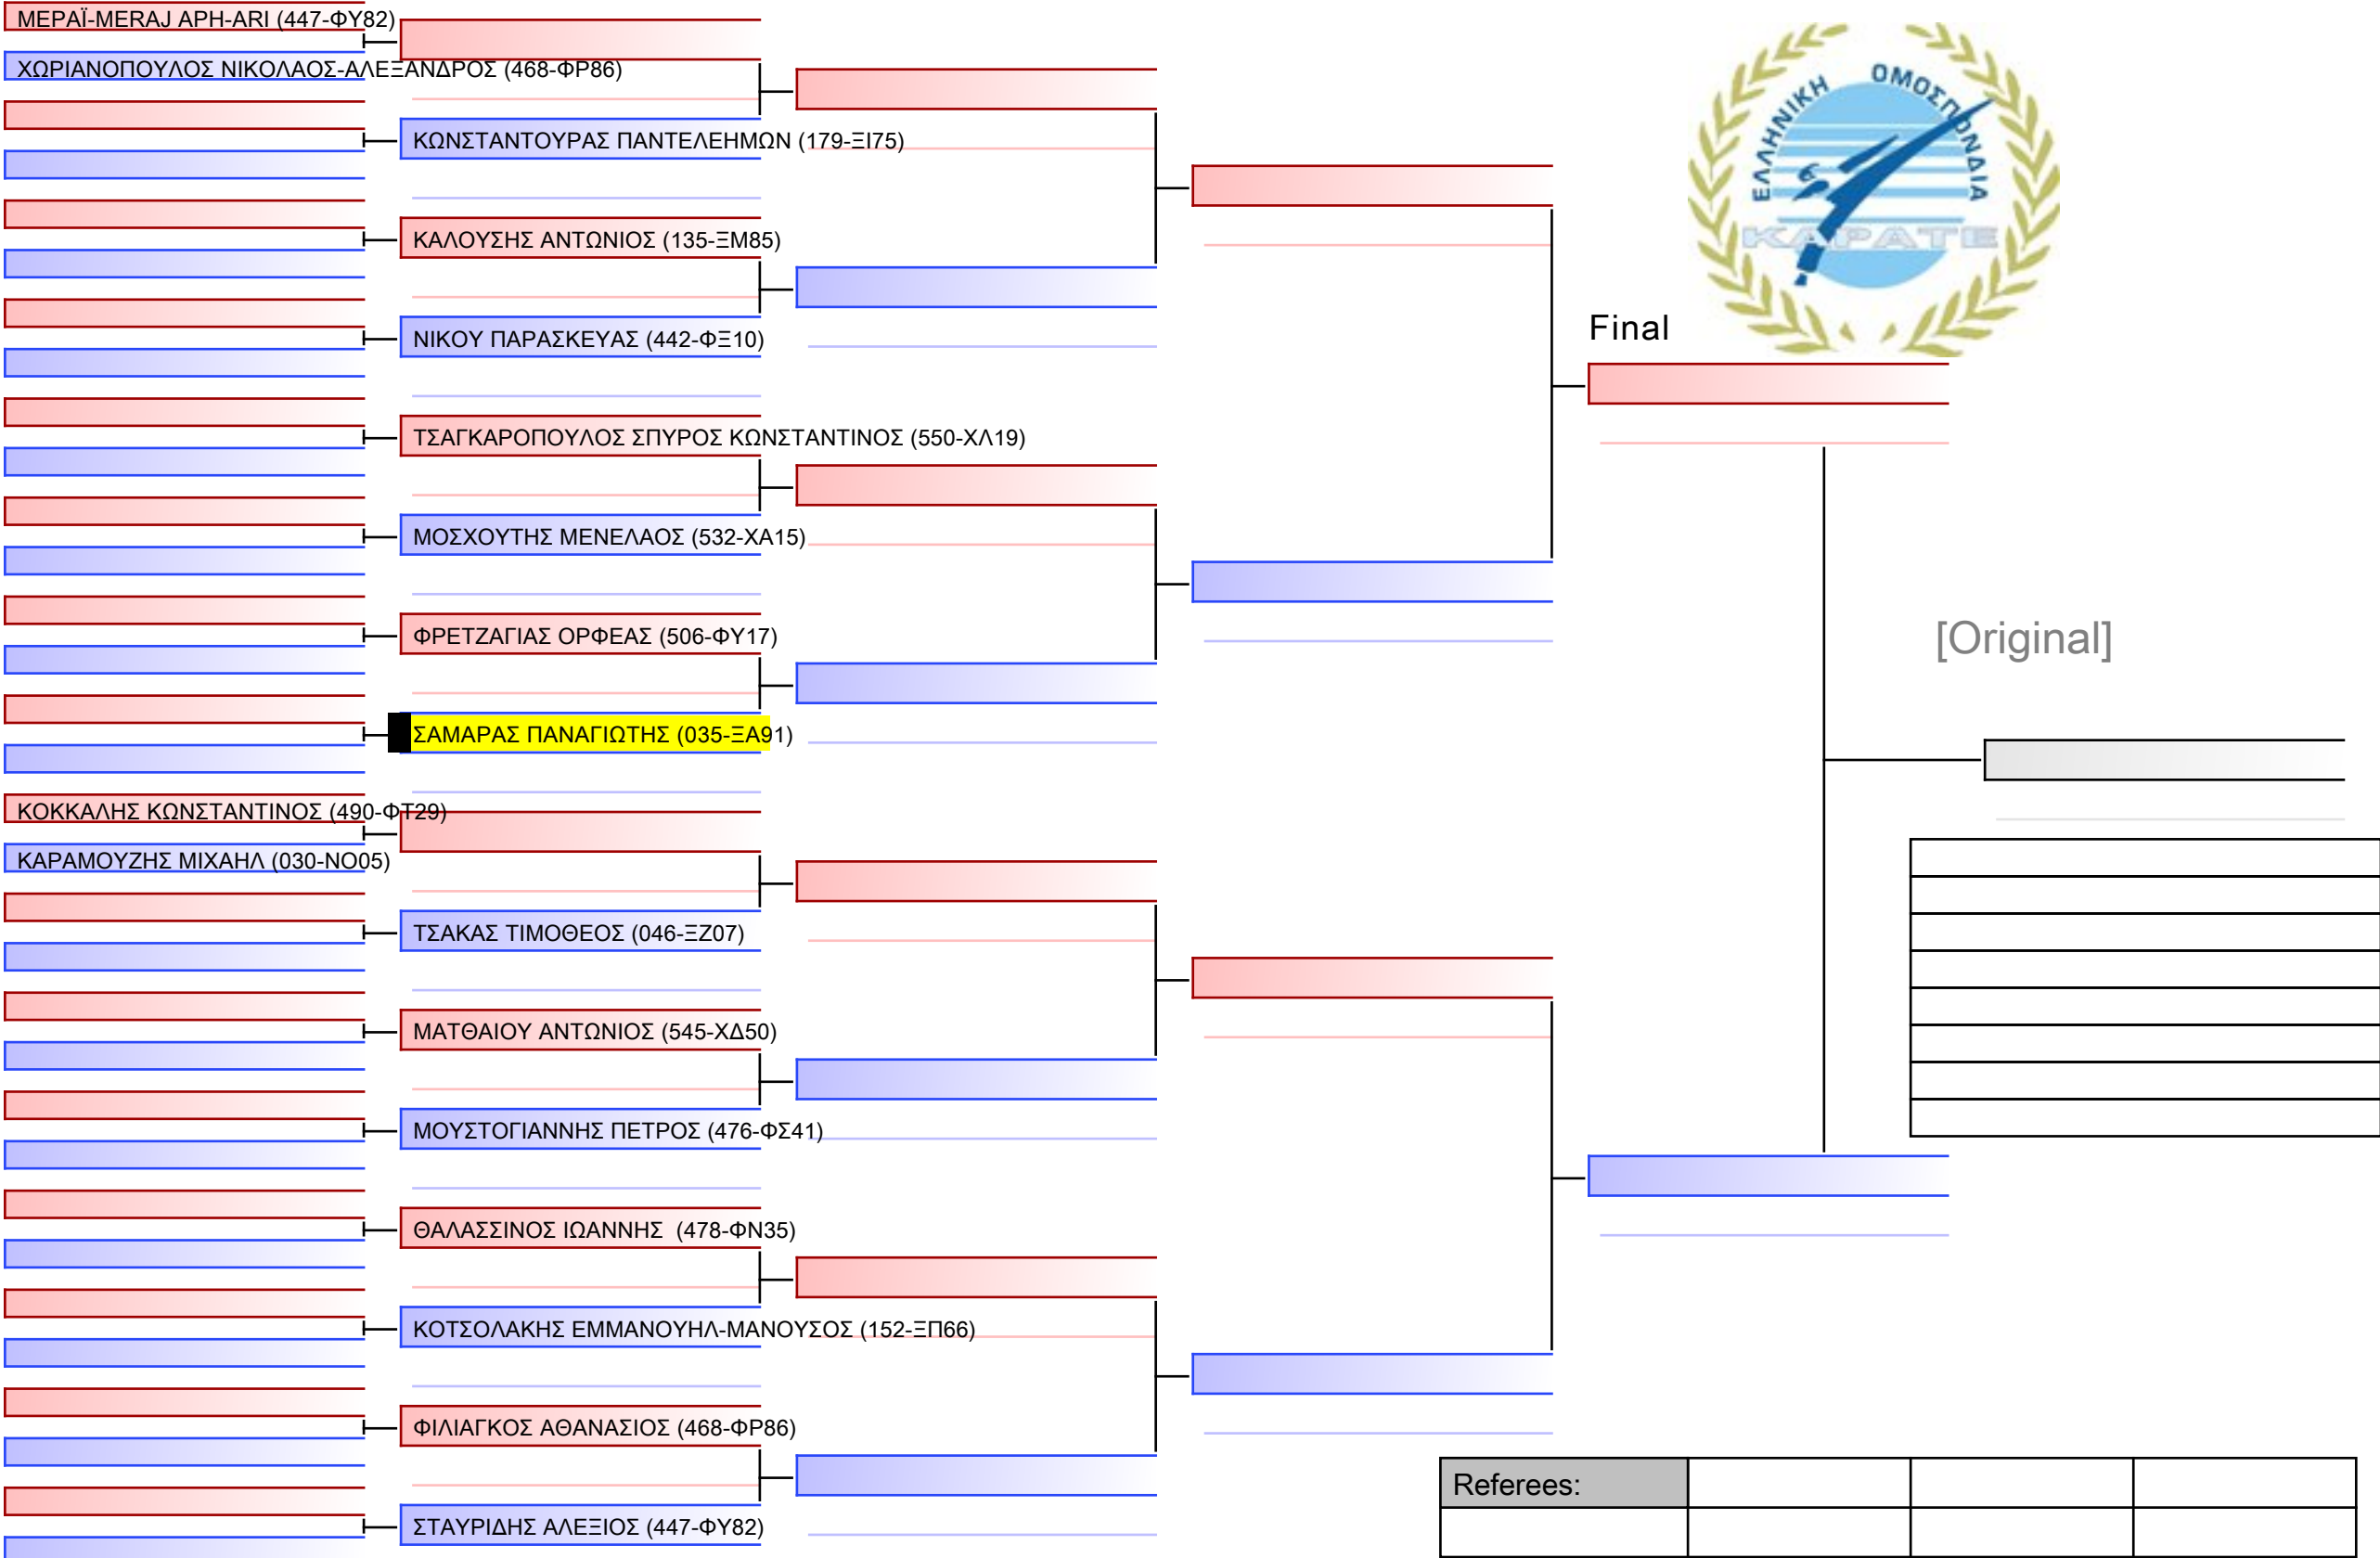 ΜΕΡΑΪ-MERAJ ΑΡΗ-ARI (447-ΦΥ82)
ΧΩΡΙΑΝΟΠΟΥΛΟΣ ΝΙΚΟΛΑΟΣ-ΑΛΕΞΑΝΔΡΟΣ (468-ΦΡ86)
ΕΛΛΗΝΙΚΗ ΟΜΟΣΠΟΝΔΙΑ
ΚΑΡΑΤΕ
ΚΩΝΣΤΑΝΤΟΥΡΑΣ ΠΑΝΤΕΛΕΗΜΩΝ (179-ΞΙ75)
ΚΑΛΟΥΣΗΣ ΑΝΤΩΝΙΟΣ (135-ΞΜ85)
Final
ΝΙΚΟΥ ΠΑΡΑΣΚΕΥΑΣ (442-ΦΞ10)
ΤΣΑΓΚΑΡΟΠΟΥΛΟΣ ΣΠΥΡΟΣ ΚΩΝΣΤΑΝΤΙΝΟΣ (550-ΧΛ19)
ΜΟΣΧΟΥΤΗΣ ΜΕΝΕΛΑΟΣ (532-ΧΑ15)
ΦΡΕΤΖΑΓΙΑΣ ΟΡΦΕΑΣ (506-ΦΥ17)
[Original]
ΣΑΜΑΡΑΣ ΠΑΝΑΓΙΩΤΗΣ (035-ΞΑ91)
ΚΟΚΚΑΛΗΣ ΚΩΝΣΤΑΝΤΙΝΟΣ (490-ΦΤ29)
ΚΑΡΑΜΟΥΖΗΣ ΜΙΧΑΗΛ (030-ΝΟ05)
ΤΣΑΚΑΣ ΤΙΜΟΘΕΟΣ (046-ΞΖ07)
ΜΑΤΘΑΙΟΥ ΑΝΤΩΝΙΟΣ (545-ΧΔ50)
ΜΟΥΣΤΟΓΙΑΝΝΗΣ ΠΕΤΡΟΣ (476-ΦΣ41)
ΘΑΛΑΣΣΙΝΟΣ ΙΩΑΝΝΗΣ (478-ΦΝ35)
ΚΟΤΣΟΛΑΚΗΣ ΕΜΜΑΝΟΥΗΛ-ΜΑΝΟΥΣΟΣ (152-ΞΠ66)
ΦΙΛΙΑΓΚΟΣ ΑΘΑΝΑΣΙΟΣ (468-ΦΡ86)
Referees:
ΣΤΑΥΡΙΔΗΣ ΑΛΕΞΙΟΣ (447-ΦΥ82)